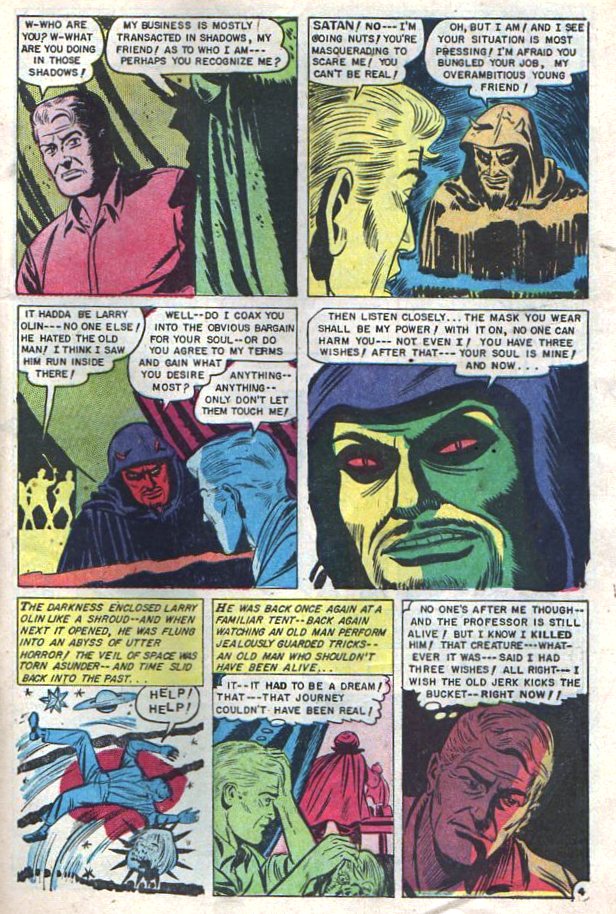 W-WHO ARE
YOU? W-WHAT
ARE YOU DOING
IN THOSE
SHADOWS!
MY BUSINESS IS MOSTLY
TRANSACTED IN SHADOWS, MY
FRIEND! AS TO WHO I AM---
PERHAPS YOU RECOGNIZE ME?
SATAN! NO---I'M
GOING NUTS! YOU'RE
MASQUERADING TO
SCARE ME! YOU
CAN'T BE REAL!
OH, BUT I AM! AND I SEE
YOUR SITUATION IS MOST
PRESSING! I'M AFRAID YOU
BUNGLED YOUR JOB, MY
OVERAMBITIOUS YOUNG
FRIEND!
IT HADDA BE LARRY
OLIN---NO ONE ELSE!
HE HATED THE OLD
MAN! I THINK I SAW
HIM RUN INSIDE
THERE!
WELL--DO I COAX YOU
INTO THE OBVIOUS BARGAIN
FOR YOUR SOUL--OR DO
YOU AGREE TO MY TERMS
AND GAIN WHAT
YOU DESIRE
MOST?
ANYTHING--
ANYTHING--
ONLY DON'T LET
THEM TOUCH ME!
THEN LISTEN CLOSELY...THE MASK YOU WEAR
SHALL BE MY POWER! WITH IT ON, NO ONE CAN
HARM YOU--- NOT EVEN I! YOU HAVE THREE
WISHES! AFTER THAT---YOUR SOUL IS MINE!
AND NOW...
THE DARKNESS ENCLOSED LARRY
OLIN LIKE A SHROUD--AND WHEN
NEXT IT OPENED, HE WAS FLUNG
INTO AN ABYSS OF UTTER
HORROR! THE VEIL OF SPACE WAS
TORN ASUNDER--AND TIME SLID
BACK INTO THE PAST...
HELP!
HELP!
HE WAS BACK ONCE AGAIN AT A
FAMILIAR TENT--BACK AGAIN
WATCHING AN OLD MAN PERFORM
JEALOUSLY GUARDED TRICKS--
AN OLD MAN WHO SHOULDN'T
HAVE BEEN ALIVE...
IT--IT HAD TO BE A DREAM!
THAT---THAT JOURNEY
COULDN'T HAVE BEEN REAL!
NO ONE'S AFTER ME THOUGH--
AND THE PROFESSOR IS STILL
ALIVE! BUT I KNOW I KILLED
HIM! THAT CREATURE---WHAT-
EVER IT WAS---SAID I HAD
THREE WISHES! ALL RIGHT---I
WISH THE OLD JERK KICKS THE
BUCKET--RIGHT NOW!!
4